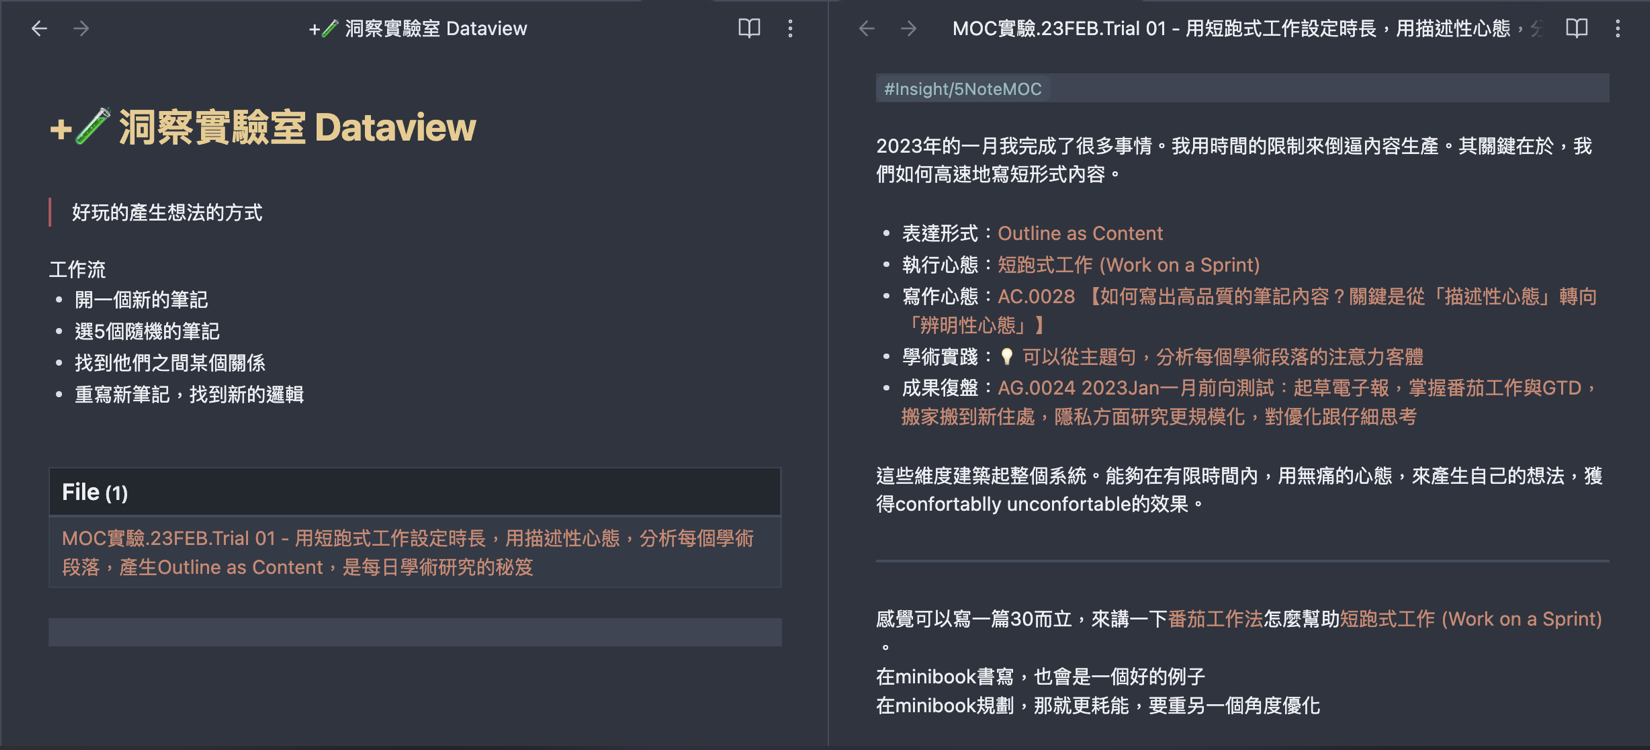 +🧪 洞察實驗室 Dataview
+🧪 洞察實驗室 Dataview
好玩的產生想法的方式
工作流
• 開一個新的筆記
• 選5個隨機的筆記
• 找到他們之間某個關係
• 重寫新筆記，找到新的邏輯
File (1)
MOC實驗.23FEB.Trial 01 - 用短跑式工作設定時長，用描述性心態，分析每個學術
段落，產生Outline as Content，是每日學術研究的秘笈
MOC實驗.23FEB.Trial 01 - 用短跑式工作設定時長，用描述性心態，
#Insight/5NoteMOC
2023年的一月我完成了很多事情。我用時間的限制來倒逼內容生產。其關鍵在於，我
們如何高速地寫短形式內容。
• 表達形式：Outline as Content
• 執行心態：短跑式工作 (Work on a Sprint)
• 寫作心態：AC.0028 【如何寫出高品質的筆記內容？關鍵是從「描述性心態」轉向
「辨明性心態」】
• 學術實踐：💡 可以從主題句，分析每個學術段落的注意力客體
• 成果復盤：AG.0024 2023Jan一月前向測試：起草電子報，掌握番茄工作與GTD，
搬家搬到新住處，隱私方面研究更規模化，對優化跟仔細思考
這些維度建築起整個系統。能夠在有限時間內，用無痛的心態，來產生自己的想法，獲
得confortablly unconfortable的效果。
感覺可以寫一篇30而立，來講一下番茄工作法怎麼幫助短跑式工作 (Work on a Sprint)
。
在minibook書寫，也會是一個好的例子
在minibook規劃，那就更耗能，要重另一個角度優化